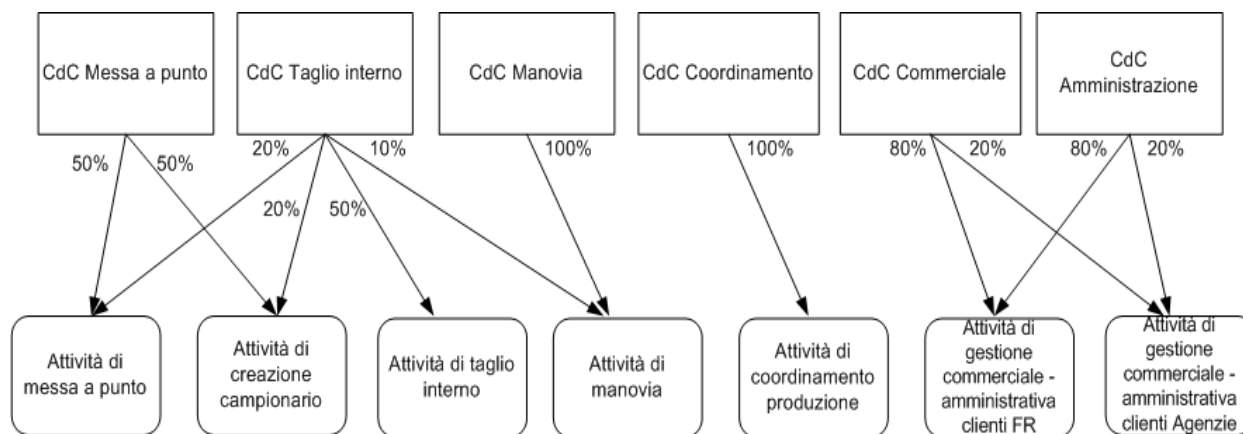 CdC Messa a punto
CdC Taglio interno
CdC Manovia
CdC Coordinamento
CdC Commerciale
CdC
Amministrazione
50%
50%
20%
10%
100%
100%
80%
20%
80%
20%
20%
50%
Attività di
messa a punto
Attività di
creazione
campionario
Attività di taglio
interno
Attività di
manovia
Attività di
coordinamento
produzione
Attività di
gestione
commerciale -
amministrativa
clienti FR
Attività di
gestione
commerciale -
amministrativa
clienti Agenzie